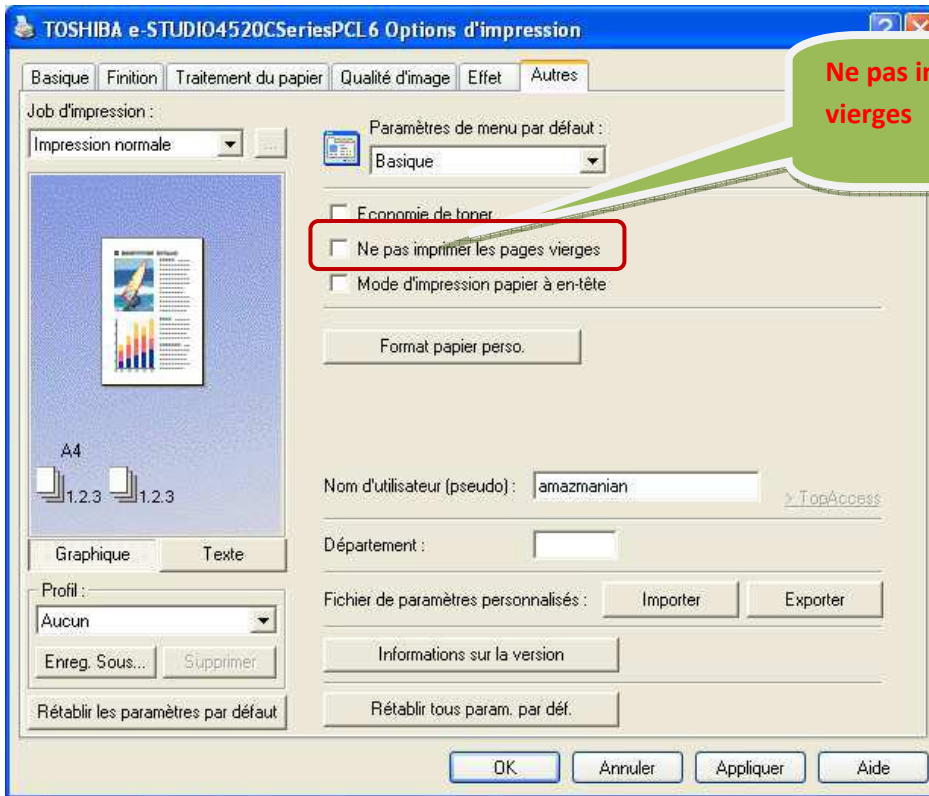 TOSHIBA e-STUDIO4520CSeriesPCL6 Options d'impression
Basique Finition Traitement du papier Qualité d'image Effet Autres
Ne pas
vierges
Job d'impression :
Impression normale
...
Paramètres de menu par défaut :
Basique
Economie de toner
Ne pas imprimer les pages vierges
Mode d'impression papier à en-tête
Format papier perso.
A4
1.2.3 1.2.3
Nom d'utilisateur (pseudo) : amazmanian
> TopAccess
Graphique Texte
Département :
Profil :
Aucun
Fichier de paramètres personnalisés : Importer Exporter
Enreg. Sous... Supprimer
Informations sur la version
Rétablir les paramètres par défaut
Rétablir tous param. par déf.
OK Annuler Appliquer Aide